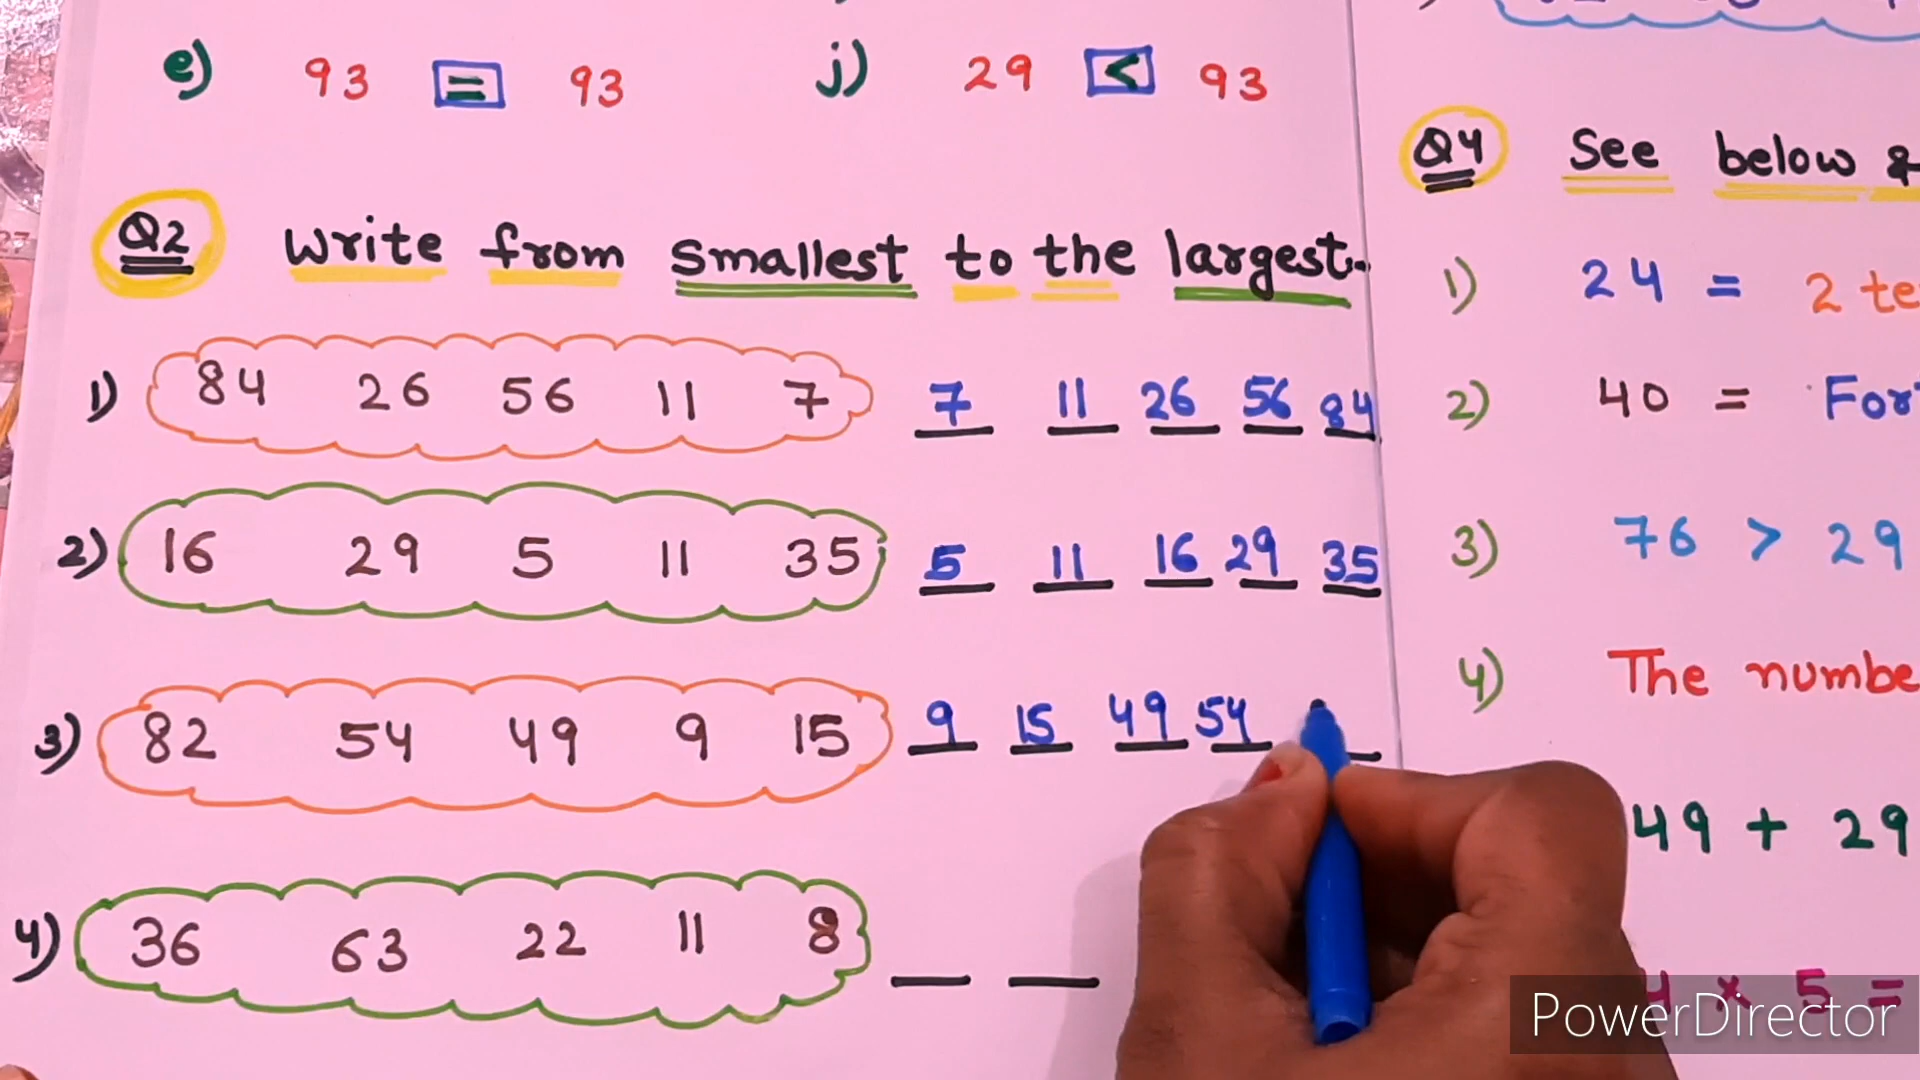 e) 93 = 93
j) 29 < 93
Q2 Write from smallest to the largest.
1) 84 26 56 11 7 7 11 26 56 84
2) 16 29 5 11 35 5 11 16 29 35
3) 82 54 49 9 15 9 15 49 54
4) 36 63 22 11 8
Q4 See below &
1) 24 = 2 te
2) 40 = For
3) 76 > 29
4) The numbe
49 + 29
4 × 5 =
PowerDirector